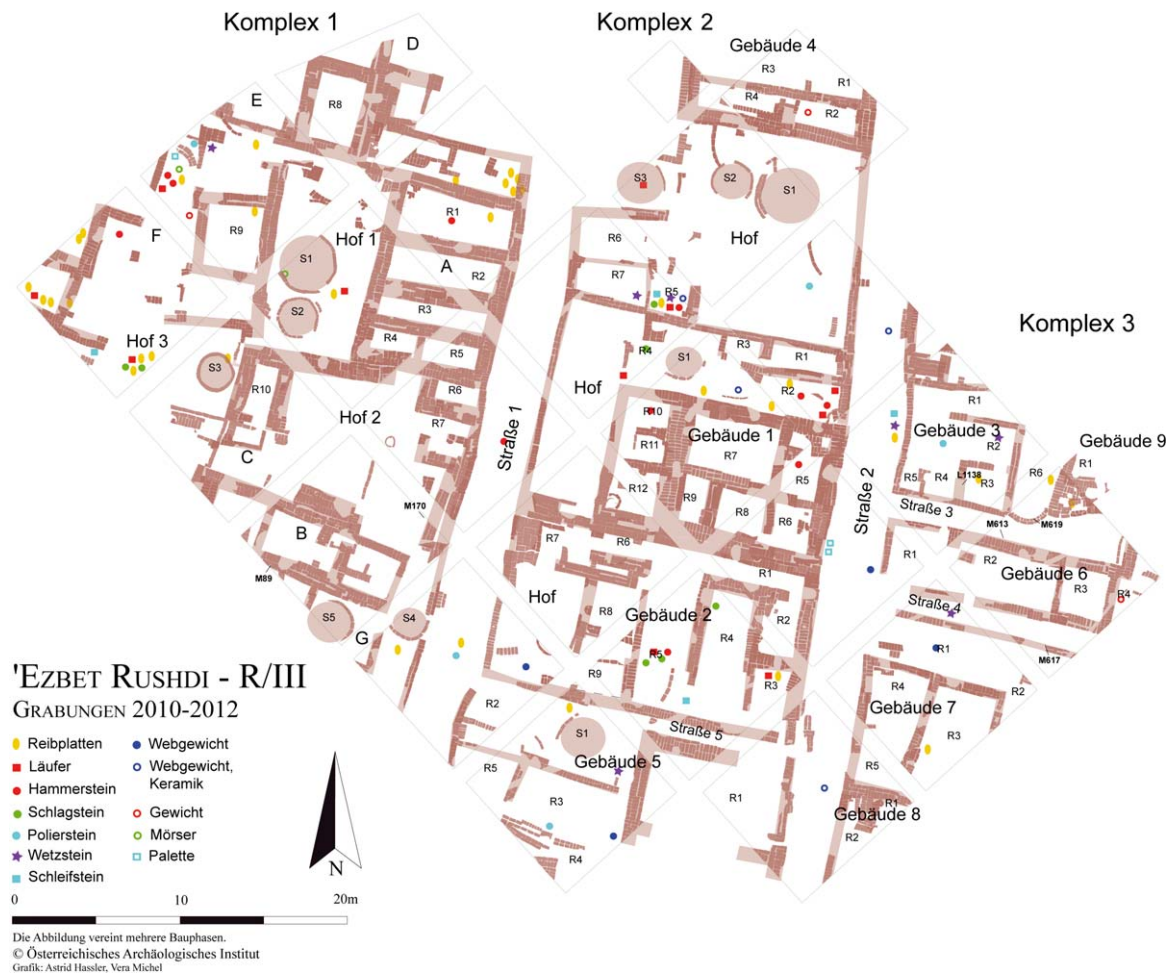 Komplex 1
Komplex 2
D
Gebäude 4
R3
R1
R8
E
R4
R2
S3
S2
S1
R1
F
R9
Hof 1
S1
A
R2
R6
Hof
R7
R5
S2
R3
Komplex 3
Hof 3
R4
R5
R4
S1
R3
R1
S3
R10
R6
Hof
R2
R1
Hof 2
R7
R10
Gebäude 1
Gebäude 3
R2
Gebäude 9
R1
C
Straße 1
R11
R7
R5
L1138
R5
R4
R3
R6
Straße 2
R12
R9
R8
R6
Straße 3
M170
M613
M619
B
R7
R6
R1
R2
Gebäude 6
M89
Hof
R1
R3
R4
S5
S4
R8
Gebäude 2
R2
Straße 4
G
R4
R1
M617
R5
R9
R3
R4
R2
Gebäude 7
R2
Straße 5
R3
S1
Gebäude 5
R5
R5
R3
R1
R1
Gebäude 8
R2
R4
'EZBET RUSHDI - R/III
GRABUNGEN 2010-2012
Reibplatten
Läufer
Hammerstein
Schlagstein
Polierstein
Wetzstein
Schleifstein
Webgewicht
Webgewicht,
Keramik
Gewicht
Mörser
Palette
N
0 10 20m
Die Abbildung vereint mehrere Bauphasen.
© Österreichisches Archäologisches Institut
Grafik: Astrid Hassler, Vera Michel